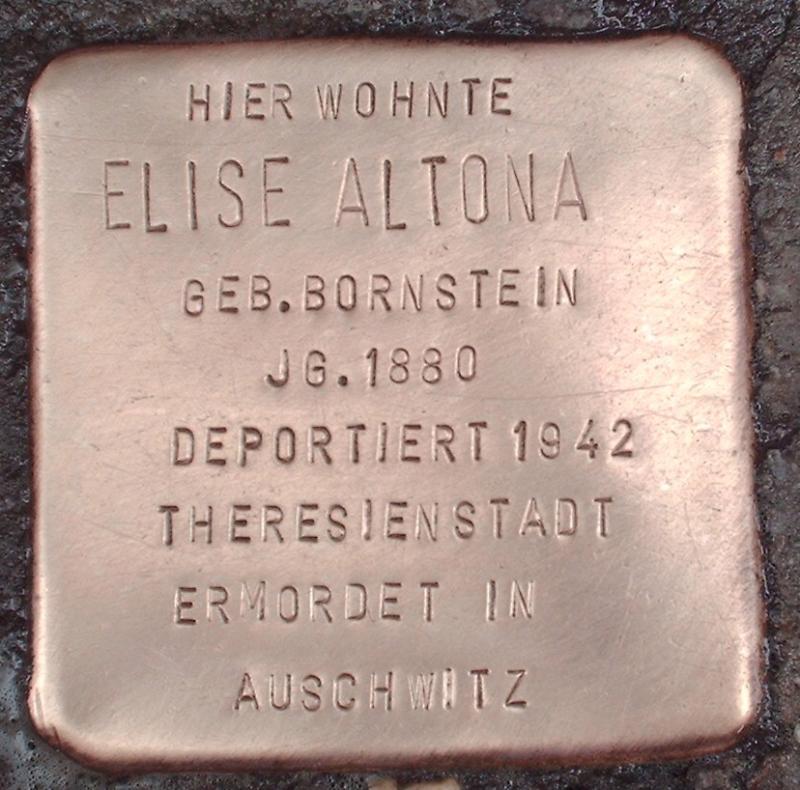 HIER WOHNTE
ELISE ALTONA
GEB.BORNSTEIN
JG.1880
DEPORTIERT 1942
THERESIENSTADT
ERMORDET IN
AUSCHWITZ